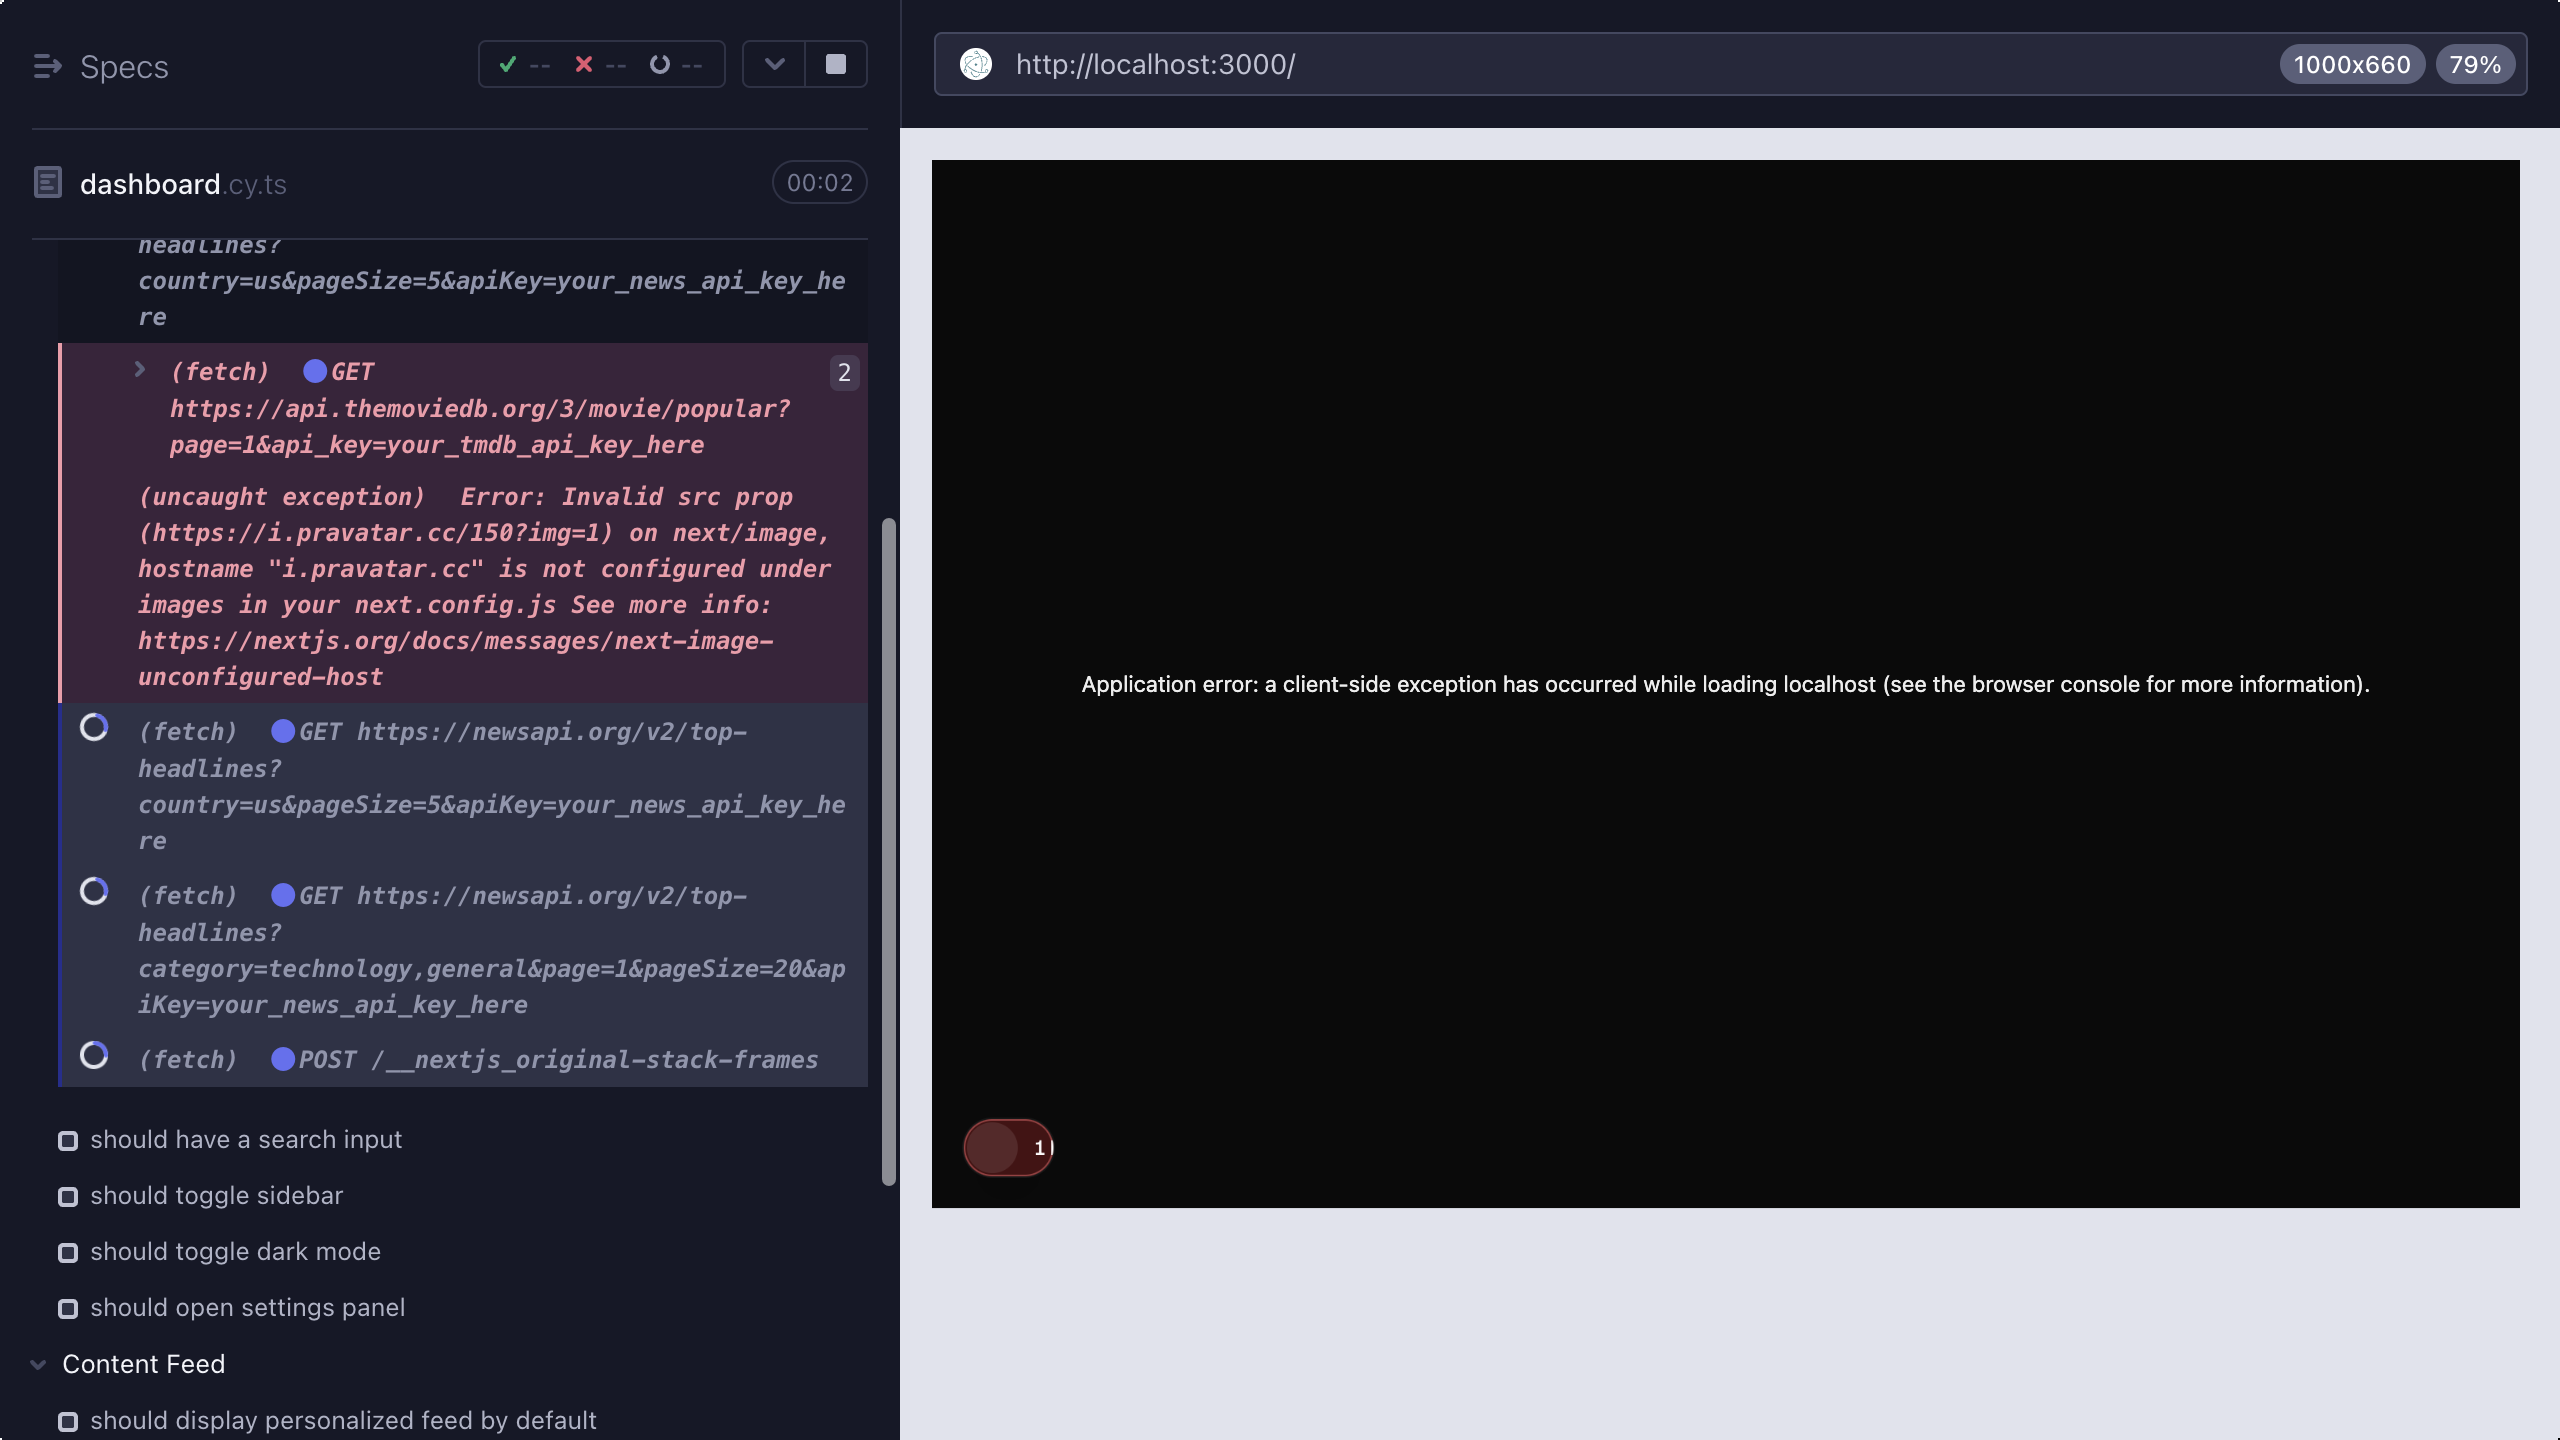 Specs
-- -- --
dashboard.cy.ts
00:02
headlines?
country=us&pageSize=5&apiKey=your_news_api_key_he
re
(fetch) GET
2
https://api.themoviedb.org/3/movie/popular?
page=1&api_key=your_tmdb_api_key_here
(uncaught exception) Error: Invalid src prop
(https://i.pravatar.cc/150?img=1) on next/image,
hostname "i.pravatar.cc" is not configured under
images in your next.config.js See more info:
https://nextjs.org/docs/messages/next-image-
unconfigured-host
(fetch) GET https://newsapi.org/v2/top-
headlines?
country=us&pageSize=5&apiKey=your_news_api_key_he
re
(fetch) GET https://newsapi.org/v2/top-
headlines?
category=technology,general&page=1&pageSize=20&ap
iKey=your_news_api_key_here
(fetch) POST /__nextjs_original-stack-frames
should have a search input
should toggle sidebar
should toggle dark mode
should open settings panel
Content Feed
should display personalized feed by default
http://localhost:3000/
1000x660
79%
Application error: a client-side exception has occurred while loading localhost (see the browser console for more information).
1